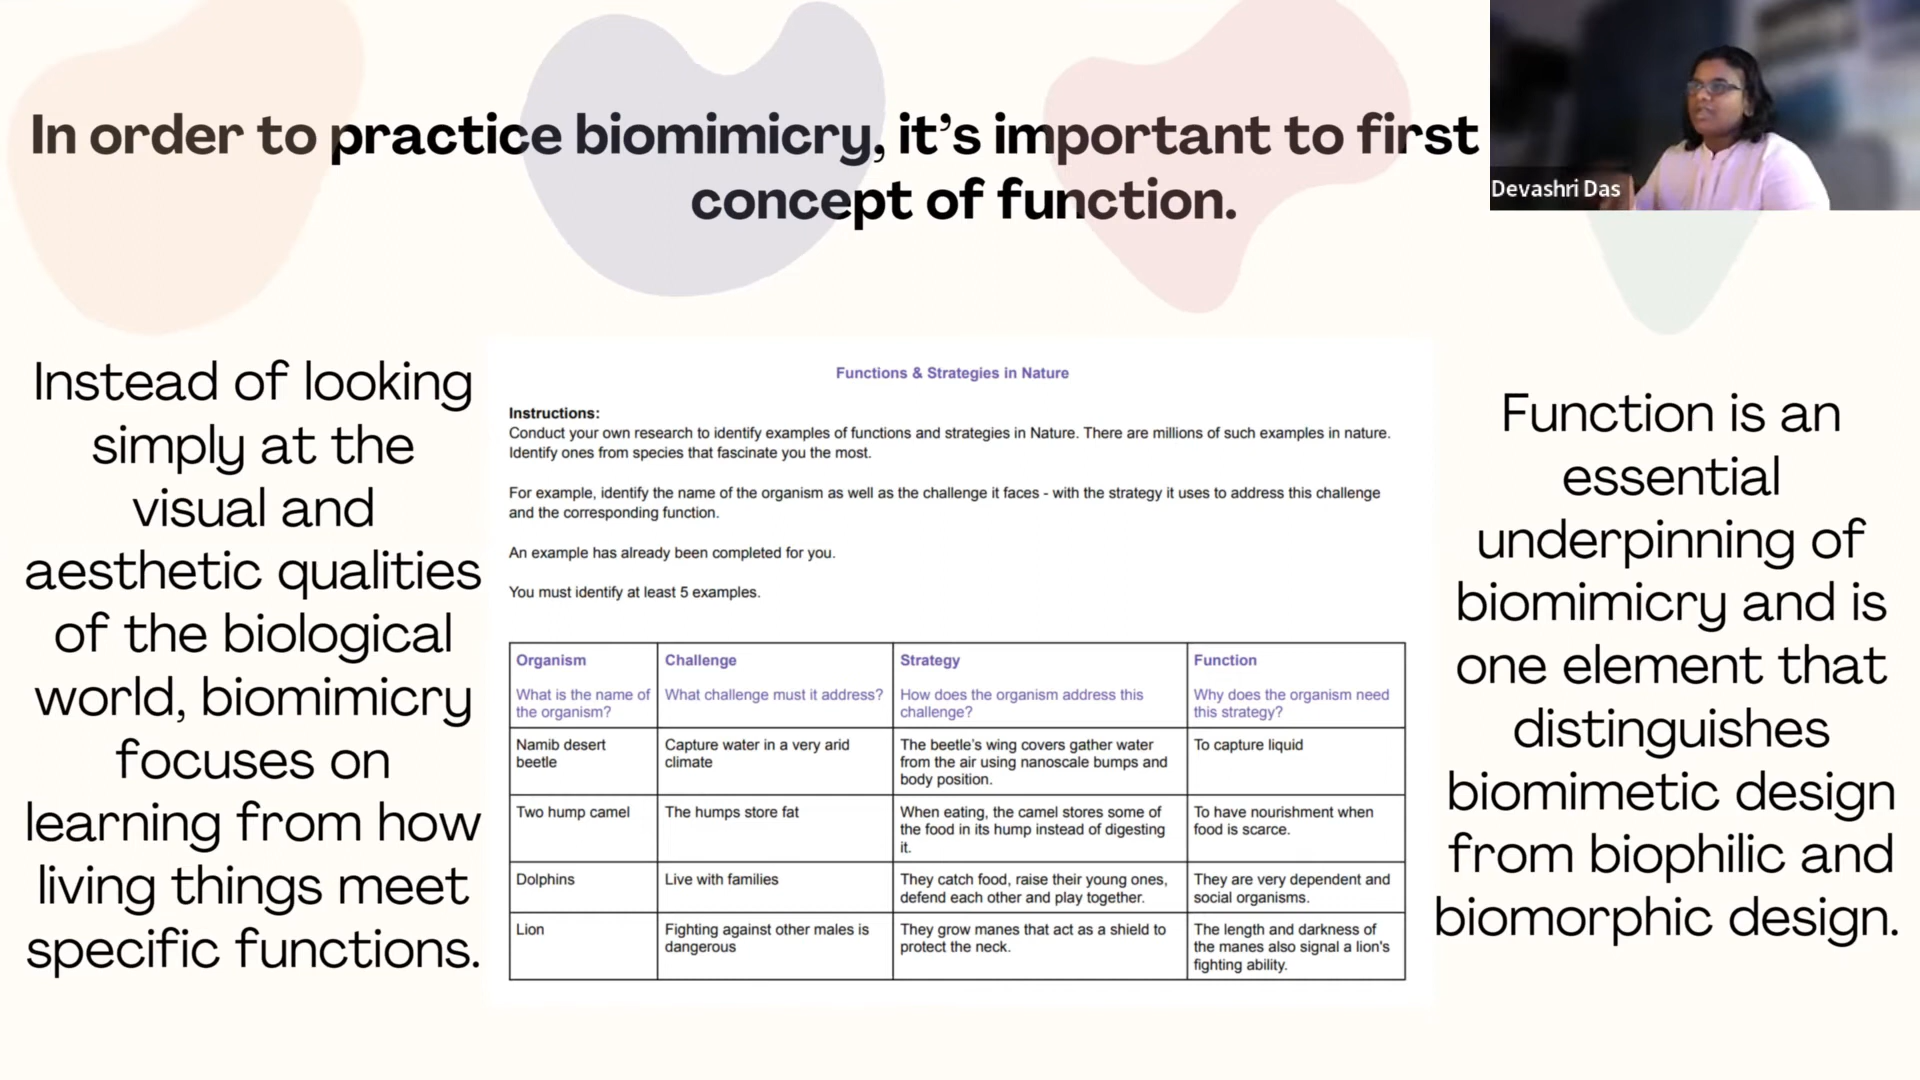 In order to practice biomimicry, it's important to first
concept of function.
Devashri Das
Instead of looking
simply at the
visual and
aesthetic qualities
of the biological
world, biomimicry
focuses on
learning from how
living things meet
specific functions.
Functions & Strategies in Nature
Instructions:
Conduct your own research to identify examples of functions and strategies in Nature. There are millions of such examples in nature.
Identify ones from species that fascinate you the most.
For example, identify the name of the organism as well as the challenge it faces - with the strategy it uses to address this challenge
and the corresponding function.
An example has already been completed for you.
You must identify at least 5 examples.
Organism
What is the name of
the organism?
Challenge
What challenge must it address?
Strategy
How does the organism address this
challenge?
Function
Why does the organism need
this strategy?
Namib desert
beetle
Capture water in a very arid
climate
The beetle's wing covers gather water
from the air using nanoscale bumps and
body position.
To capture liquid
Two hump camel
The humps store fat
When eating, the camel stores some of
the food in its hump instead of digesting
it.
To have nourishment when
food is scarce.
Dolphins
Live with families
They catch food, raise their young ones,
defend each other and play together.
They are very dependent and
social organisms.
Lion
Fighting against other males is
dangerous
They grow manes that act as a shield to
protect the neck.
The length and darkness of
the manes also signal a lion's
fighting ability.
Function is an
essential
underpinning of
biomimicry and is
one element that
distinguishes
biomimetic design
from biophilic and
biomorphic design.